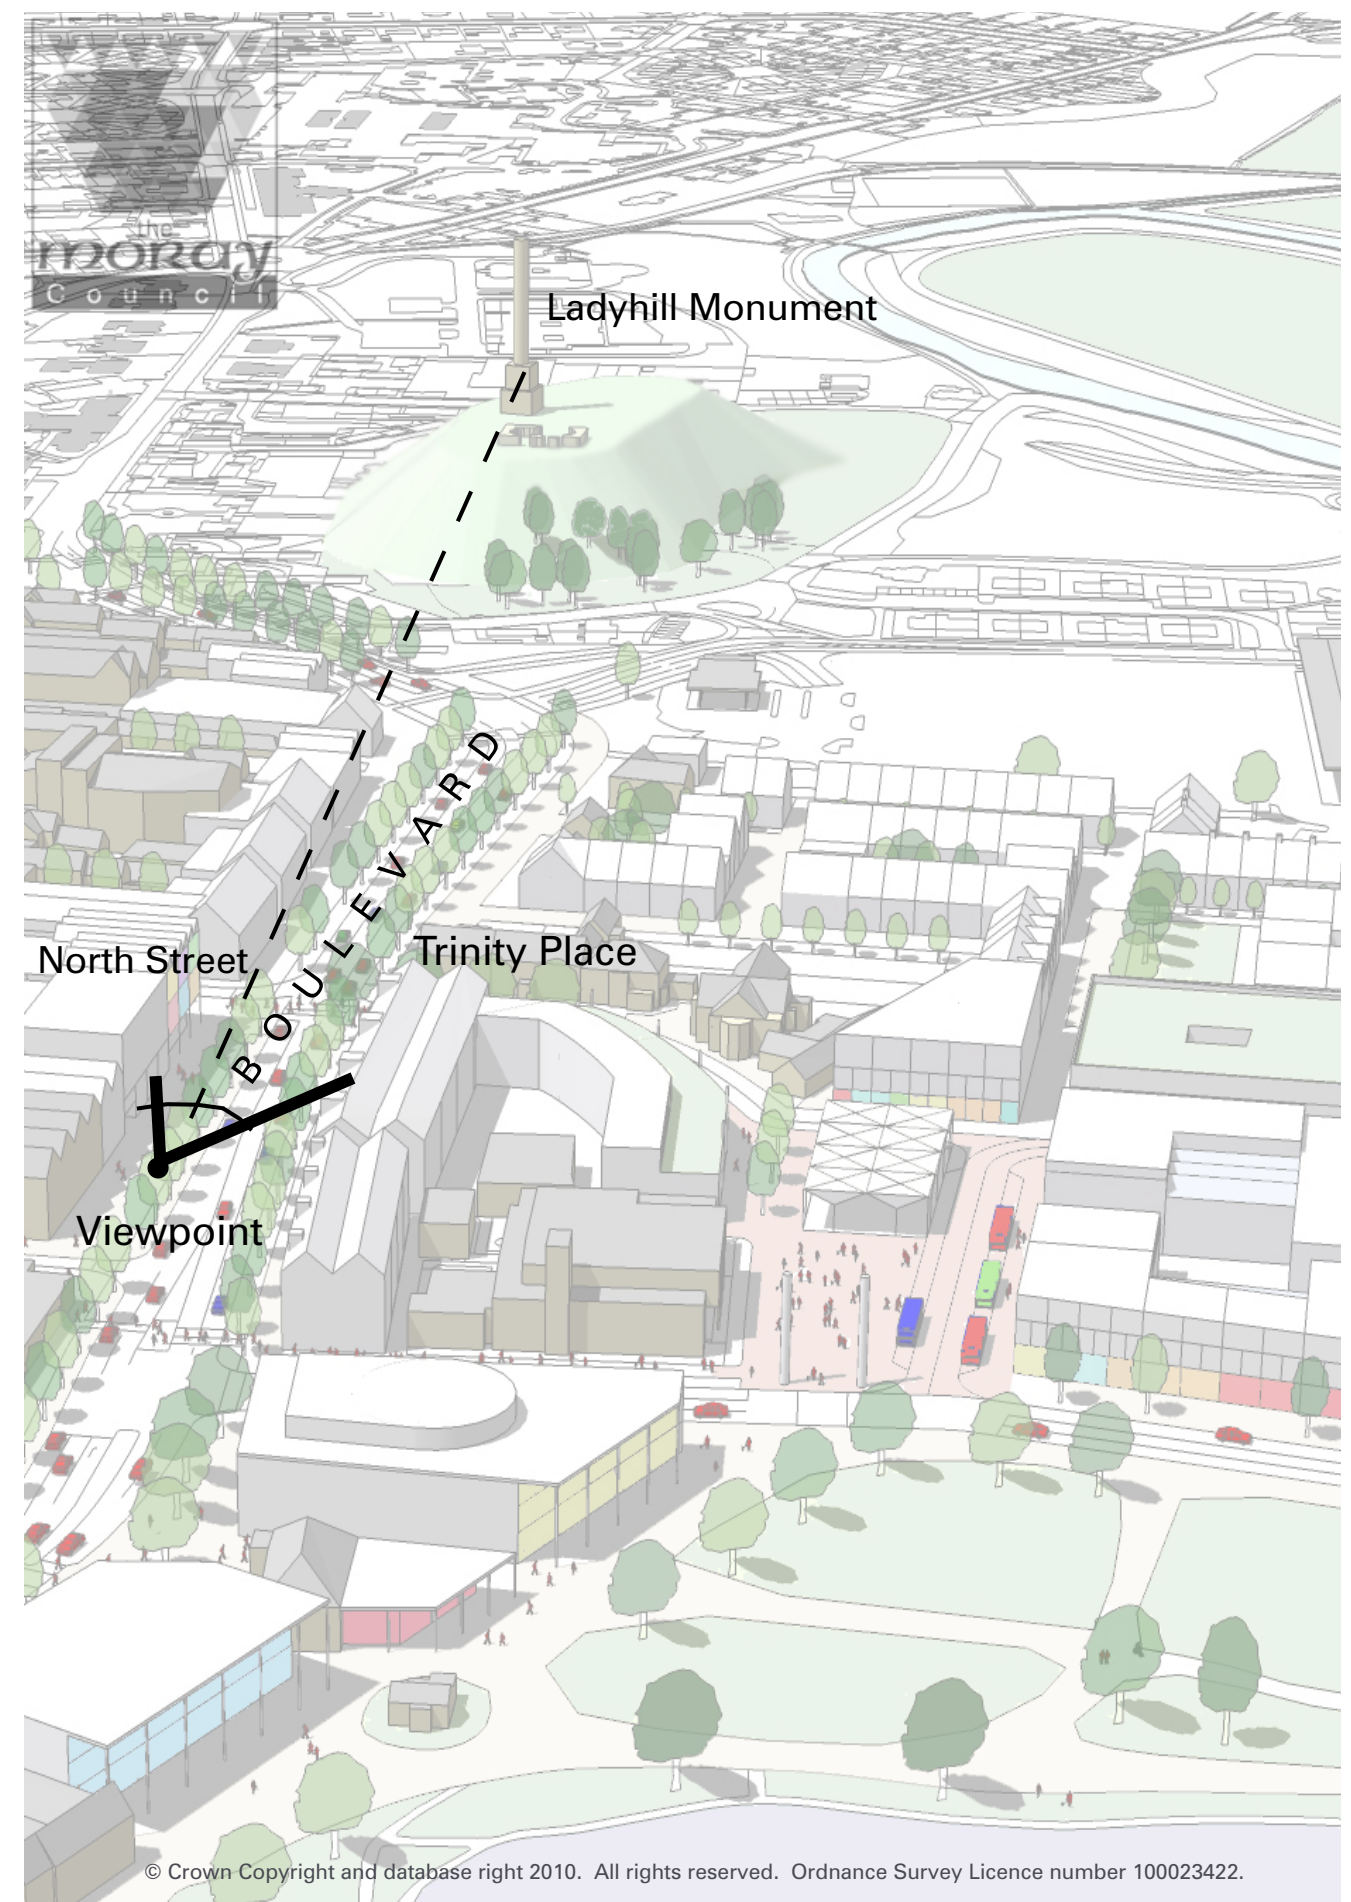 the
moray
Council
Ladyhill Monument
BOULEVARD
North Street
Trinity Place
Viewpoint
© Crown Copyright and database right 2010. All rights reserved. Ordnance Survey Licence number 100023422.